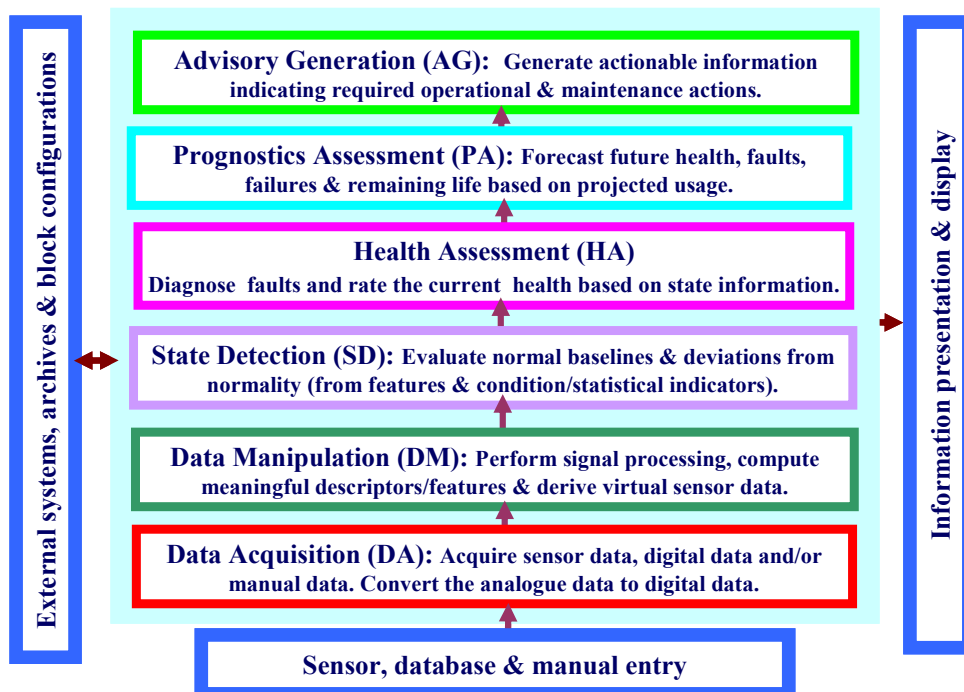 External systems, archives & block configurations
Advisory Generation (AG): Generate actionable information
indicating required operational & maintenance actions.
Prognostics Assessment (PA): Forecast future health, faults,
failures & remaining life based on projected usage.
Health Assessment (HA)
Diagnose faults and rate the current health based on state information.
State Detection (SD): Evaluate normal baselines & deviations from
normality (from features & condition/statistical indicators).
Data Manipulation (DM): Perform signal processing, compute
meaningful descriptors/features & derive virtual sensor data.
Data Acquisition (DA): Acquire sensor data, digital data and/or
manual data. Convert the analogue data to digital data.
Sensor, database & manual entry
Information presentation & display